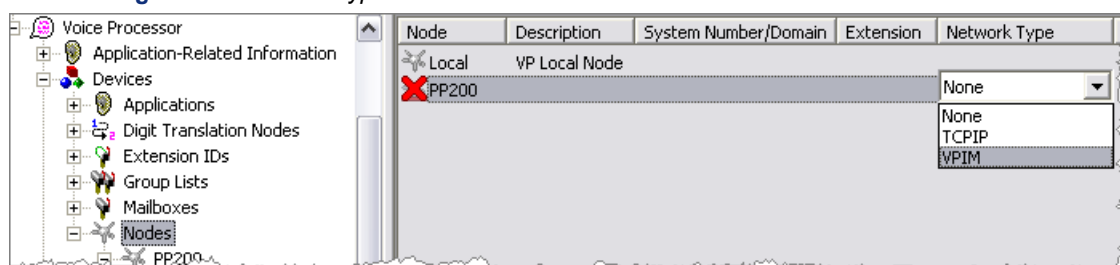 Voice Processor
Application-Related Information
Devices
Applications
Digit Translation Nodes
Extension IDs
Group Lists
Mailboxes
Nodes
PP200
Node Description System Number/Domain Extension Network Type
Local VP Local Node
PP200 None
None
TCPIP
VPIM